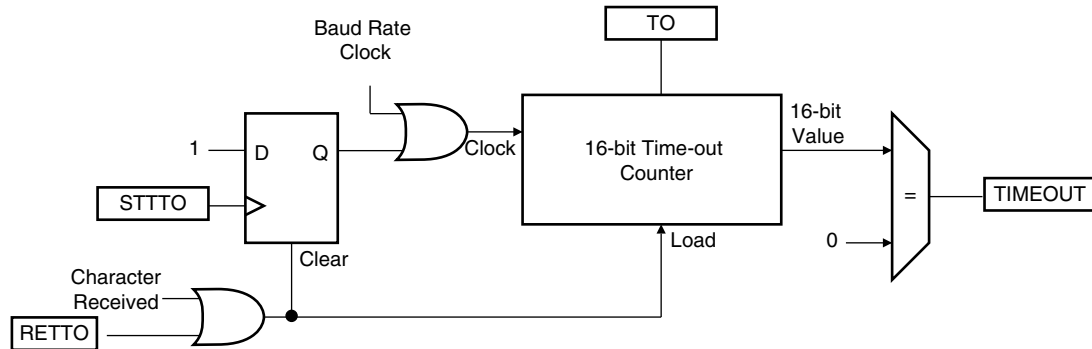 TO
Baud Rate
Clock
16-bit
Value
1
D
Q
Clock
16-bit Time-out
Counter
=
TIMEOUT
STTTO
0
Load
Clear
Character
Received
RETTO